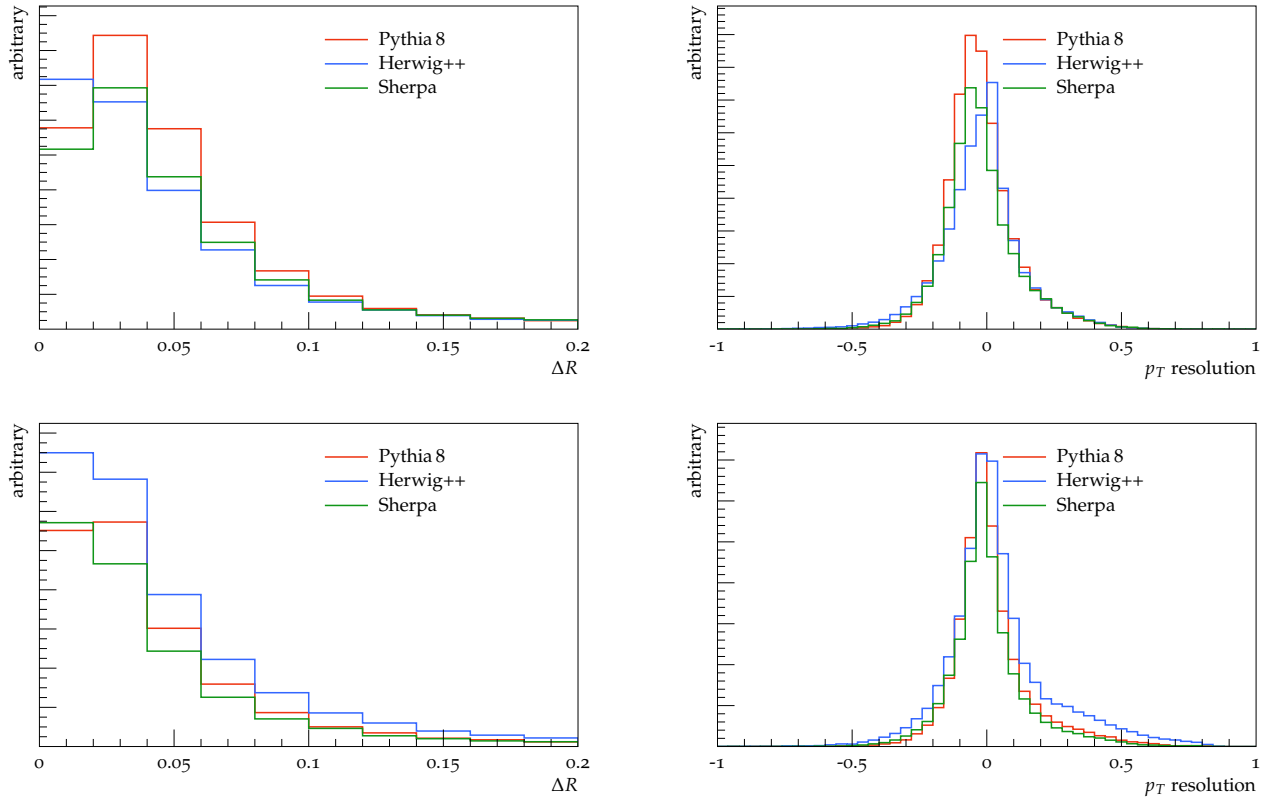 arbitrary
Pythia 8
Herwig++
Sherpa
0 0.05 0.1 0.15 0.2
ΔR
arbitrary
Pythia 8
Herwig++
Sherpa
-1 -0.5 0 0.5 1
p_T resolution
arbitrary
Pythia 8
Herwig++
Sherpa
0 0.05 0.1 0.15 0.2
ΔR
arbitrary
Pythia 8
Herwig++
Sherpa
-1 -0.5 0 0.5 1
p_T resolution